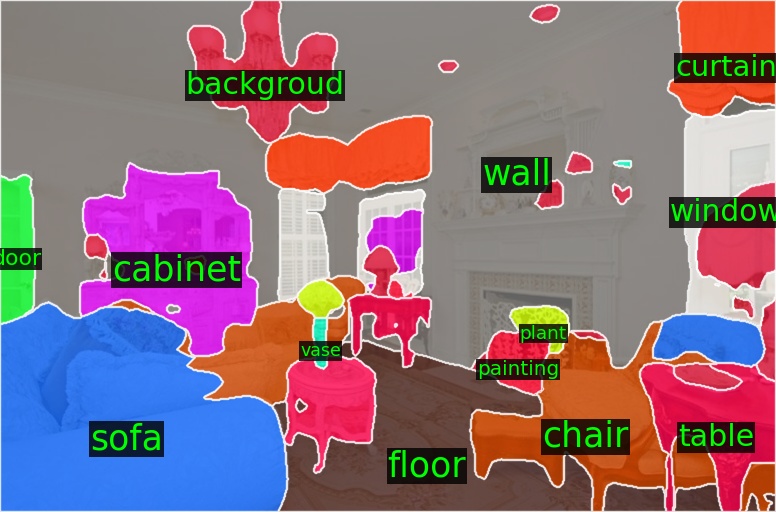 backgroud
curtain
wall
window
door
cabinet
vase
plant
painting
sofa
chair
table
floor